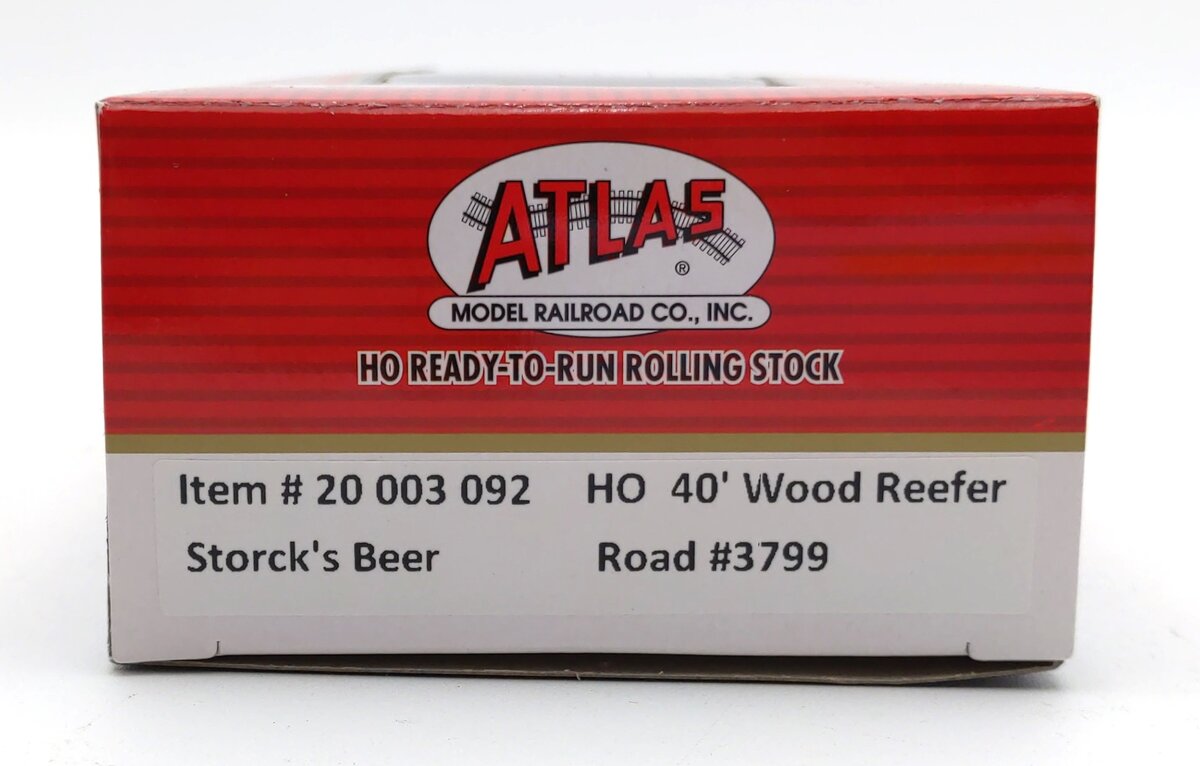 ATLAS
®
MODEL RAILROAD CO., INC.
HO READY-TO-RUN ROLLING STOCK
Item # 20 003 092 HO 40' Wood Reefer
Storck's Beer Road #3799